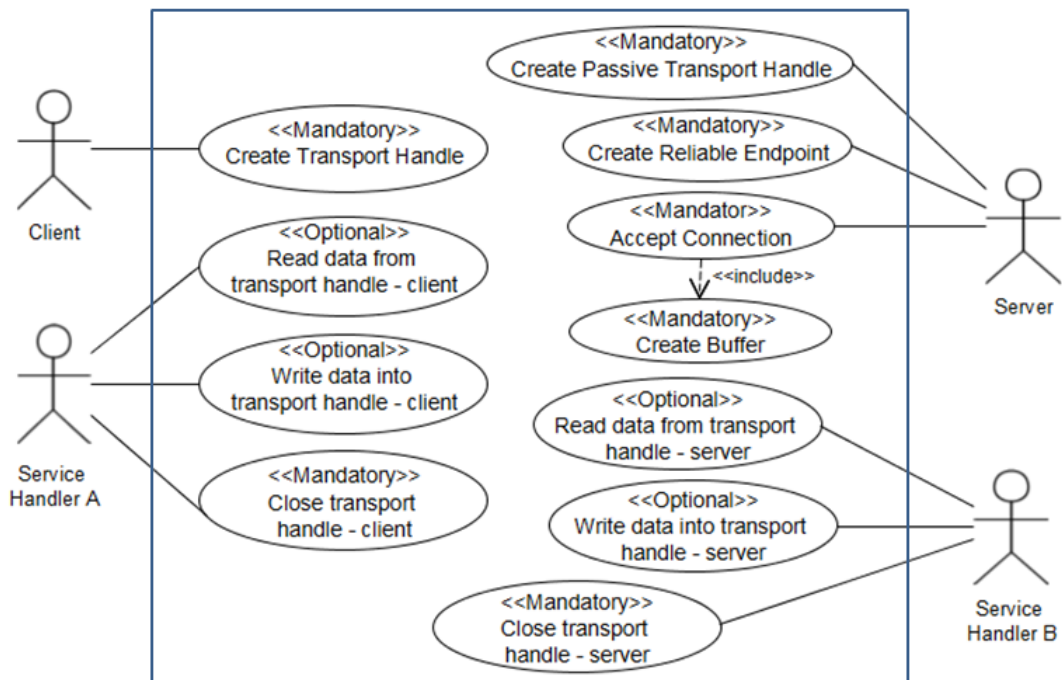 <<Mandatory>>
Create Passive Transport Handle
<<Mandatory>>
Create Transport Handle
Client
<<Mandatory>>
Create Reliable Endpoint
<<Mandator>>
Accept Connection
<<include>>
<<Mandatory>>
Create Buffer
Server
<<Optional>>
Read data from
transport handle - client
<<Optional>>
Write data into
transport handle - client
<<Mandatory>>
Close transport
handle - client
Service
Handler A
<<Optional>>
Read data from transport
handle - server
<<Optional>>
Write data into transport
handle - server
<<Mandatory>>
Close transport
handle - server
Service
Handler B